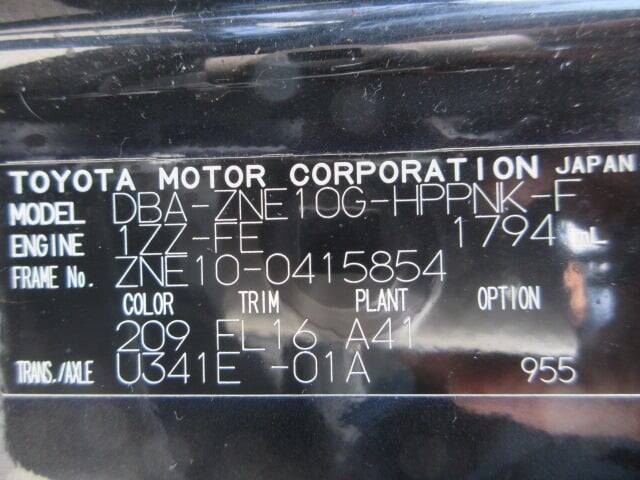 TOYOTA MOTOR CORPORATION JAPAN
MODEL DBA-ZNE10G-HPPNK-F
ENGINE 1ZZ-FE 1794 mL
FRAME No. ZNE10-0415854
COLOR TRIM PLANT OPTION
209 FL16 A41
TRANS./AXLE U341E -01A 955